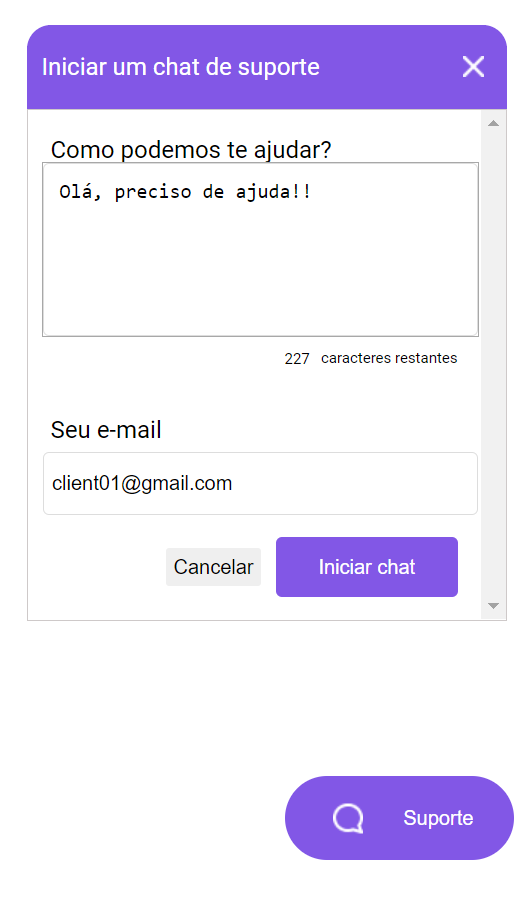 Iniciar um chat de suporte
Como podemos te ajudar?
Olá, preciso de ajuda!!
227 caracteres restantes
Seu e-mail
client01@gmail.com
Cancelar Iniciar chat
Suporte